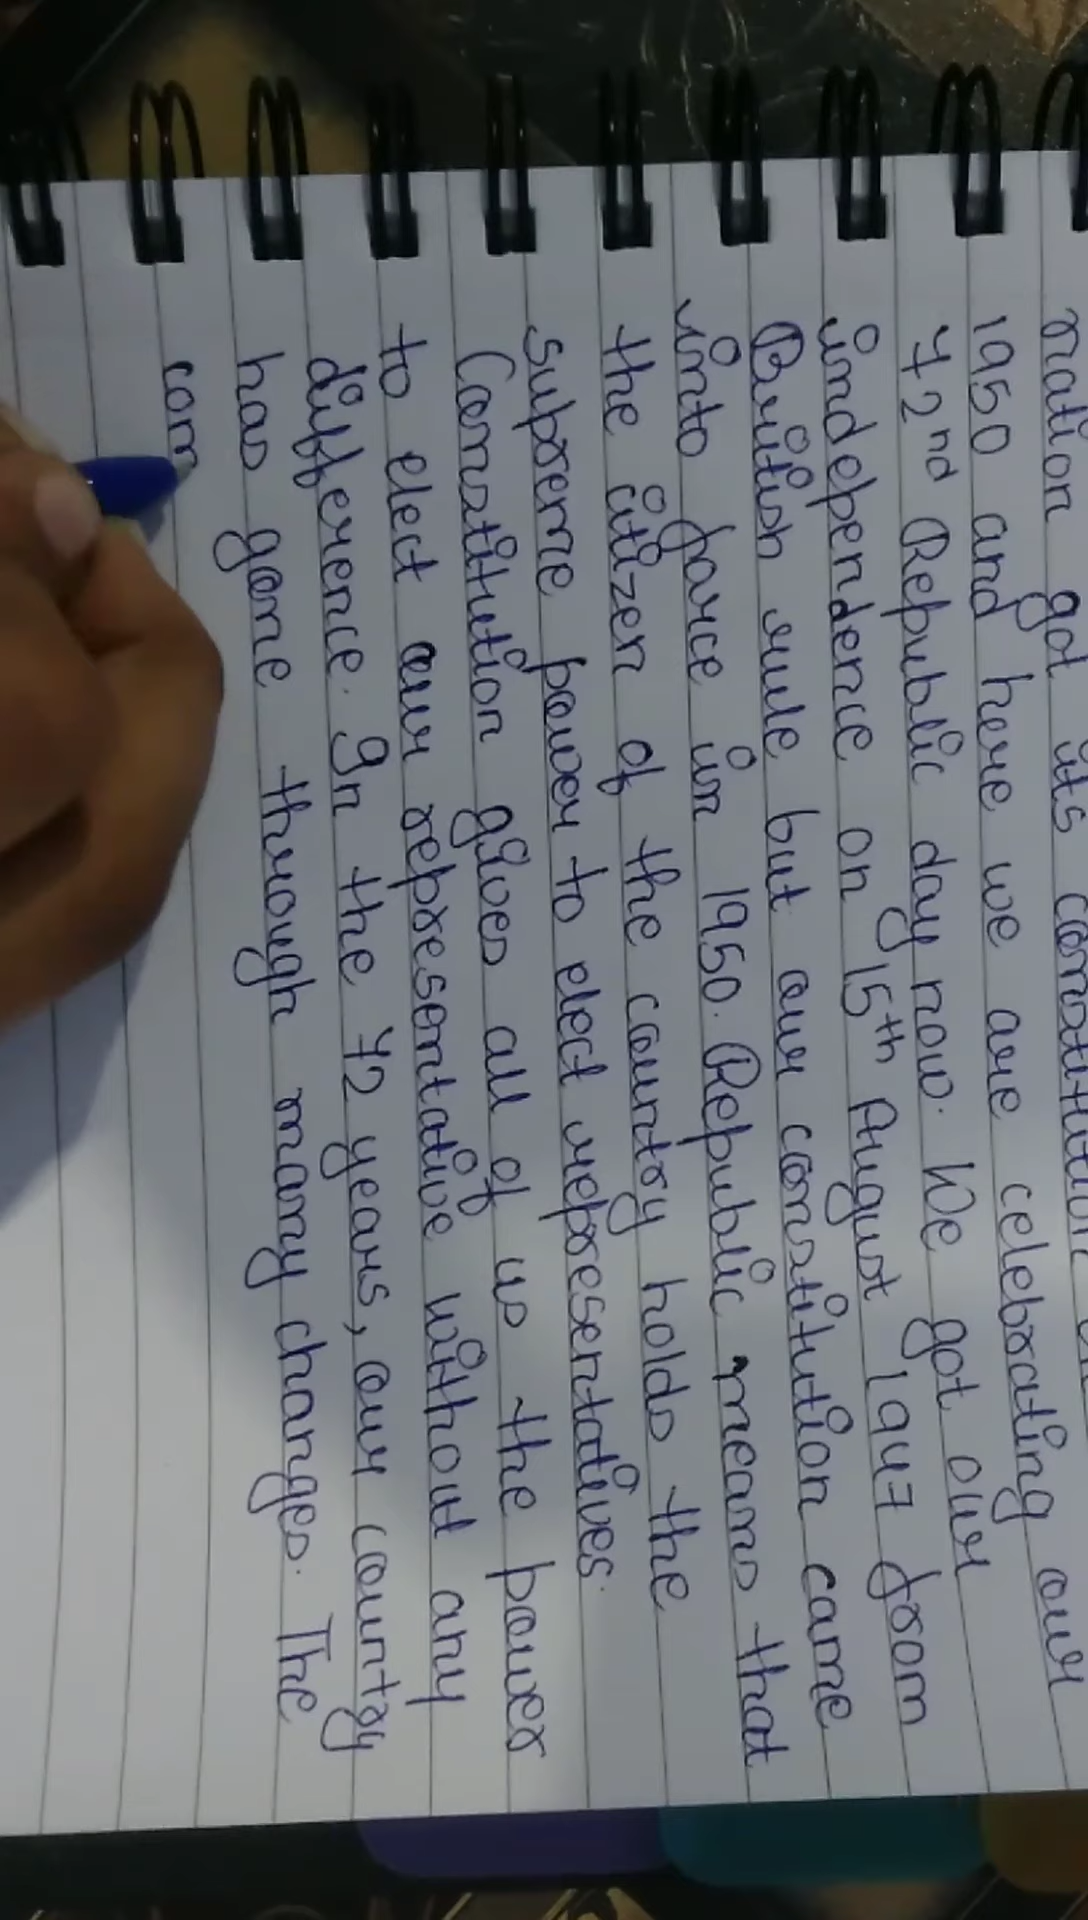 nation got its constitution
1950 and here we are celebrating our
72nd Republic day now. We got our
independence on 15th August 1947 from
British rule but our constitution came
into force in 1950. Republic means that
the citizen of the country holds the
supreme power to elect representatives.
Constitution gives all of us the power
to elect our representative without any
difference. In the 72 years, our country
has gone through many changes. The
con